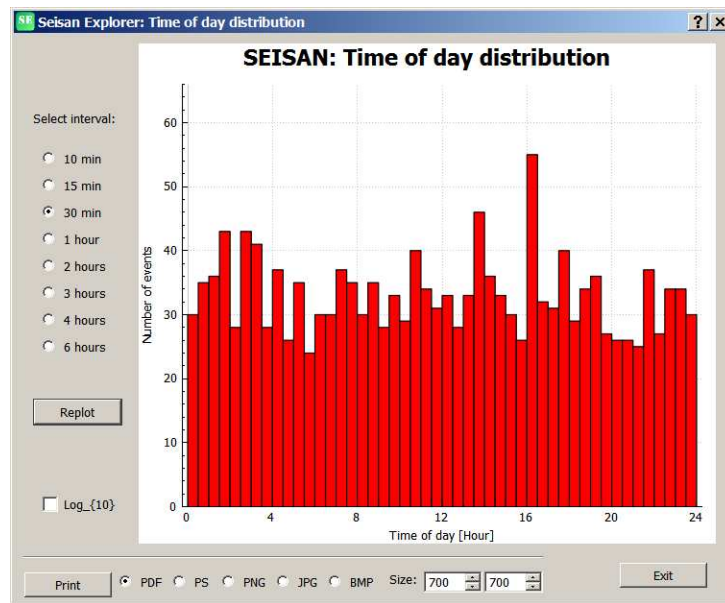 SE Seisan Explorer: Time of day distribution ? ×
SEISAN: Time of day distribution
Select interval:
10 min
15 min
30 min
1 hour
2 hours
3 hours
4 hours
6 hours
Replot
Log_{10}
Number of events
60
50
40
30
20
10
0
0 4 8 12 16 20 24
Time of day [Hour]
Print PDF PS PNG JPG BMP Size: 700 700 Exit